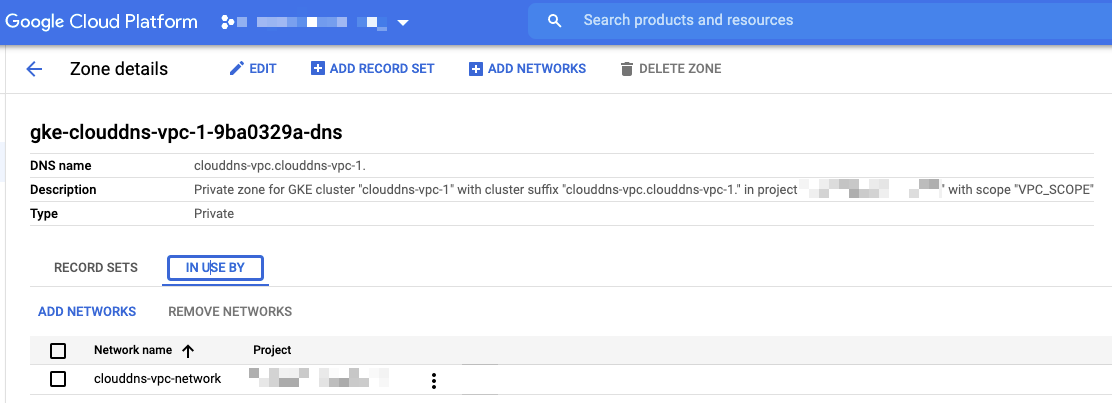 Google Cloud Platform Search products and resources
Zone details EDIT ADD RECORD SET ADD NETWORKS DELETE ZONE
gke-clouddns-vpc-1-9ba0329a-dns
DNS name clouddns-vpc.clouddns-vpc-1.
Description Private zone for GKE cluster "clouddns-vpc-1" with cluster suffix "clouddns-vpc.clouddns-vpc-1." in project " with scope "VPC_SCOPE"
Type Private
RECORD SETS IN USE BY
ADD NETWORKS REMOVE NETWORKS
Network name Project
clouddns-vpc-network